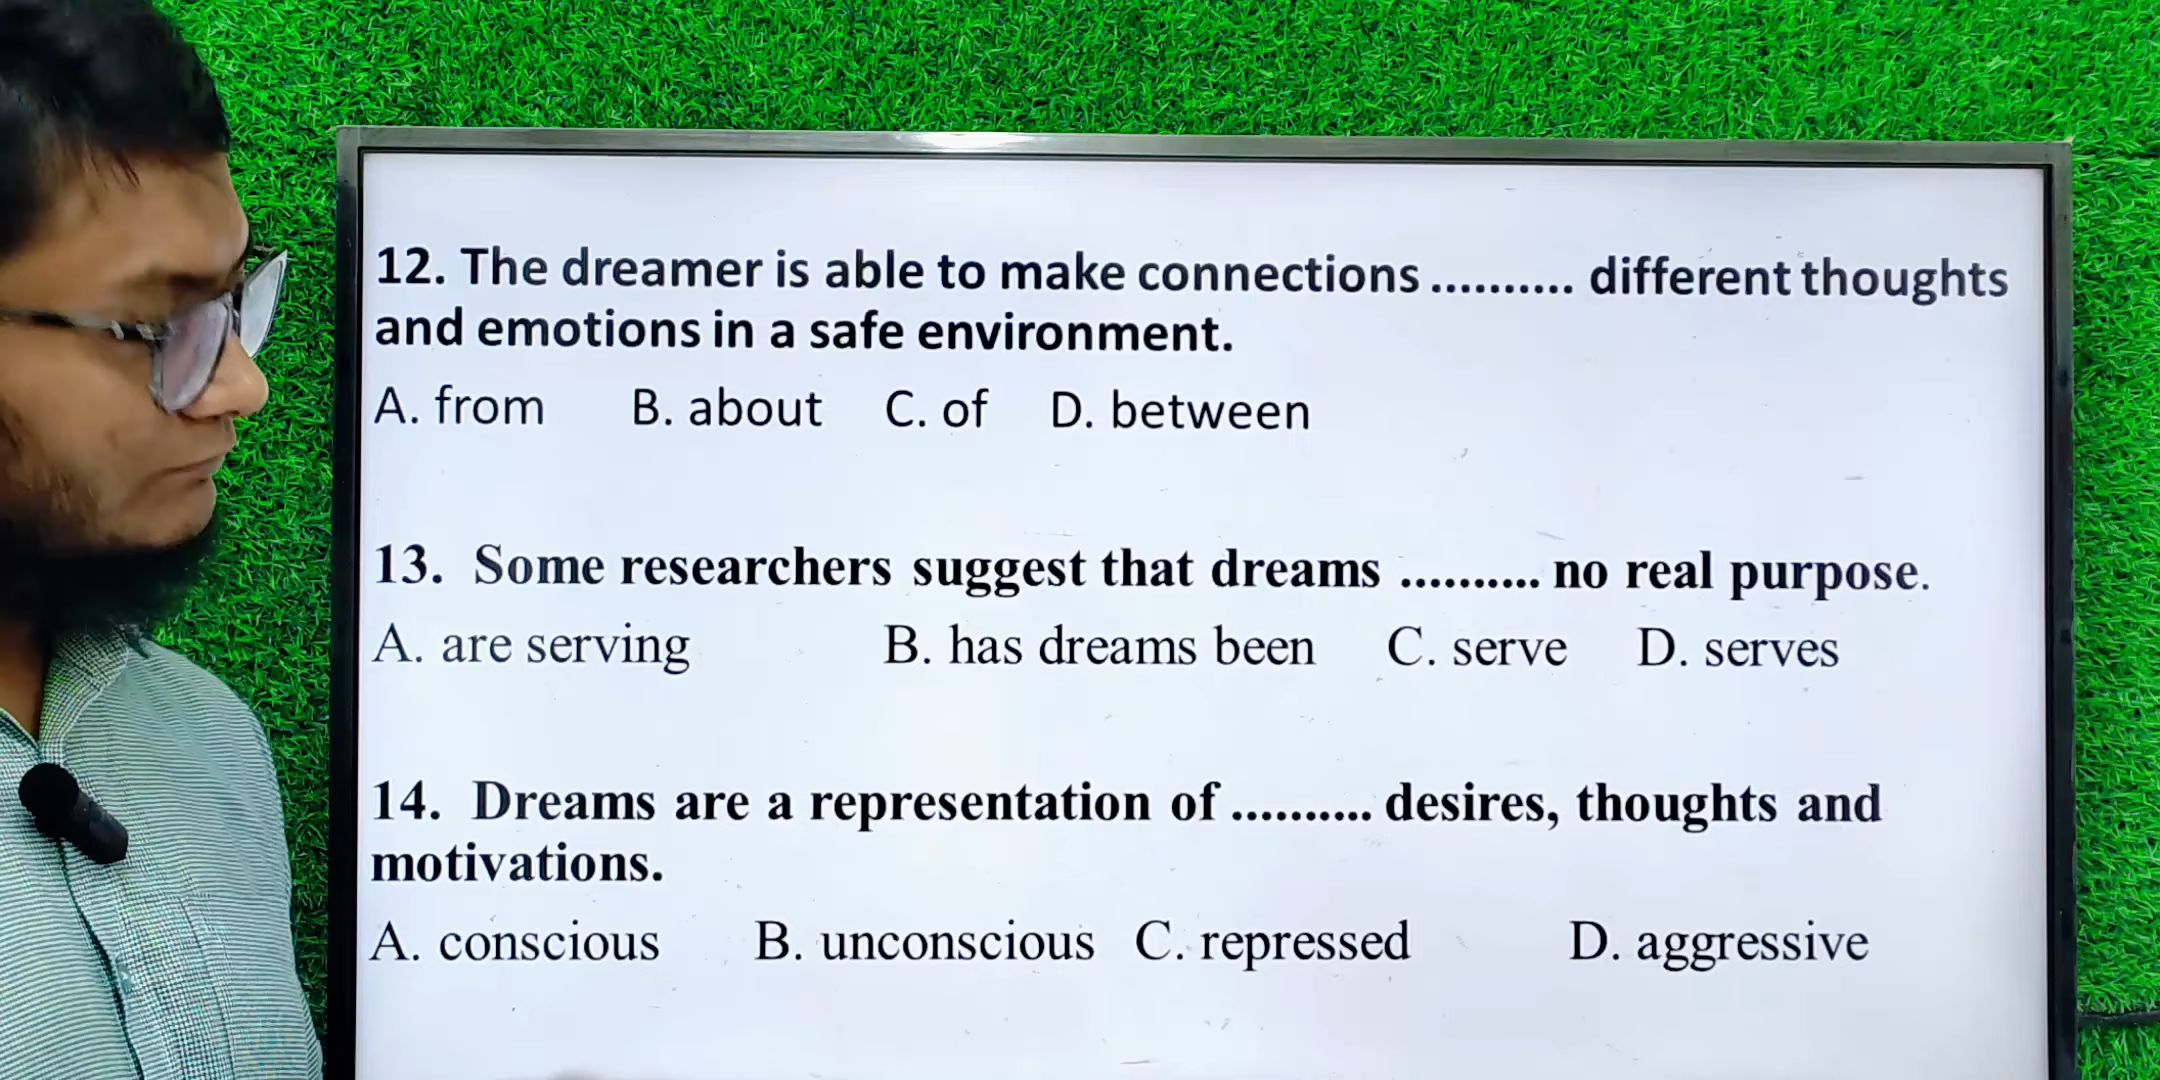 12. The dreamer is able to make connections .......... different thoughts
and emotions in a safe environment.
A. from B. about C. of D. between
13. Some researchers suggest that dreams .......... no real purpose.
A. are serving B. has dreams been C. serve D. serves
14. Dreams are a representation of .......... desires, thoughts and
motivations.
A. conscious B. unconscious C. repressed D. aggressive